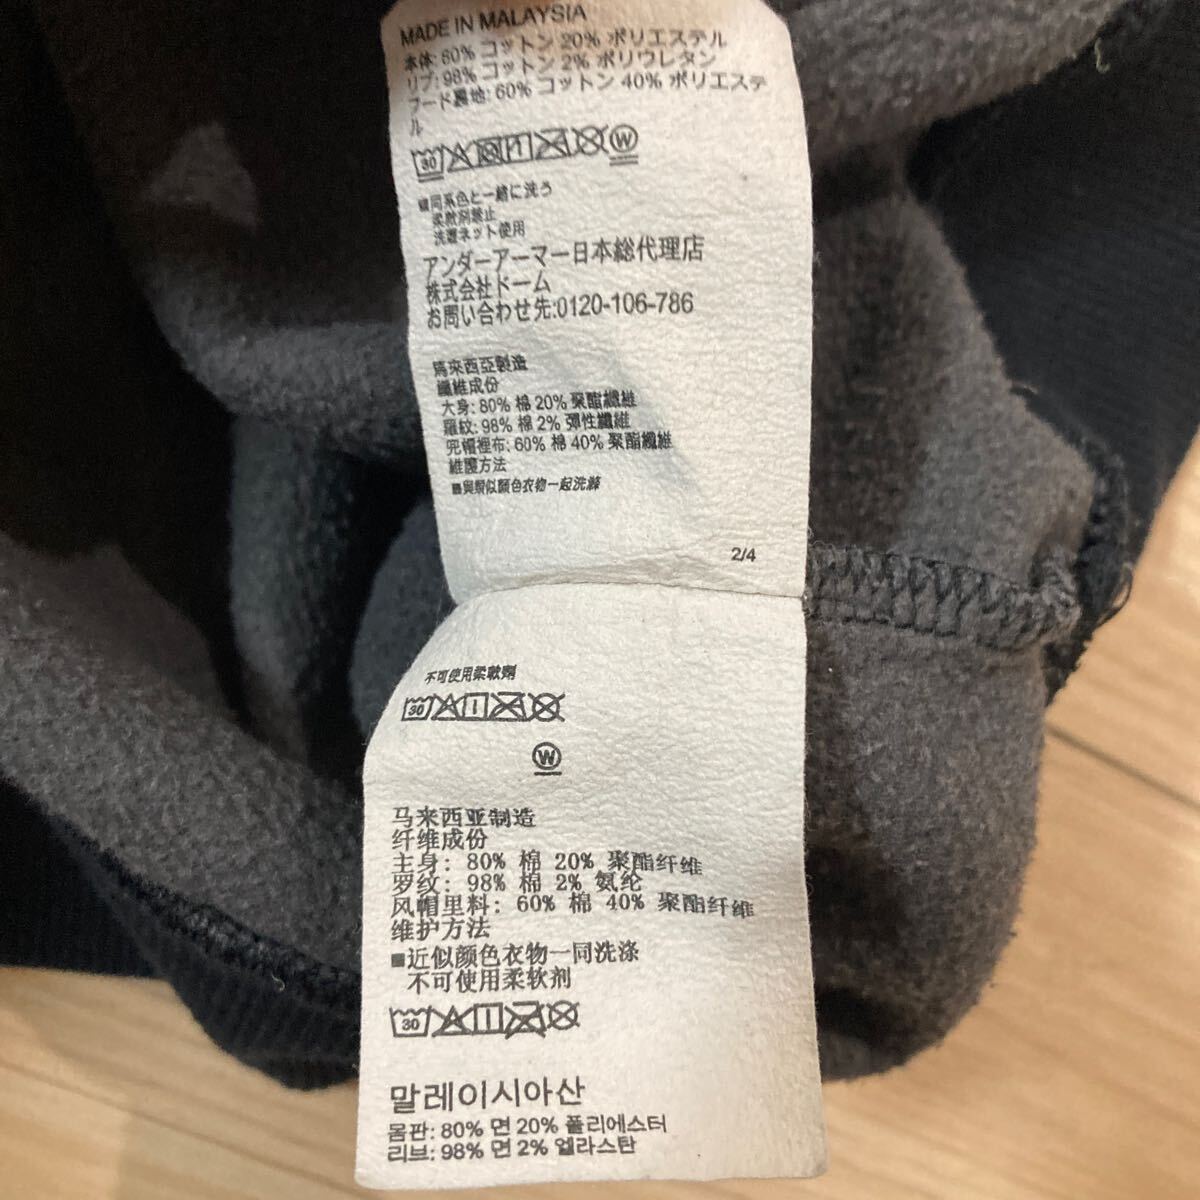 MADE IN MALAYSIA
本体: 60% コットン 20% ポリエステル
リブ: 98% コットン 2% ポリウレタン
フード裏地: 60% コットン 40% ポリエステ
ル
30 W
■同系色と一緒に洗う
柔軟剤禁止
洗濯ネット使用
アンダーアーマー日本総代理店
株式会社ドーム
お問い合わせ先:0120-106-786
馬來西亞製造
纖維成份
大身: 80% 棉 20% 聚酯纖維
羅紋: 98% 棉 2% 彈性纖維
兜帽裡布: 60% 棉 40% 聚酯纖維
維護方法
■與類似顏色衣物一起洗滌
2/4
不可使用柔軟劑
30
W
马来西亚制造
纤维成份
主身: 80% 棉 20% 聚酯纤维
罗纹: 98% 棉 2% 氨纶
风帽里料: 60% 棉 40% 聚酯纤维
维护方法
■近似颜色衣物一同洗涤
不可使用柔软剂
30
말레이시아산
몸판: 80% 면 20% 폴리에스터
리브: 98% 면 2% 엘라스탄